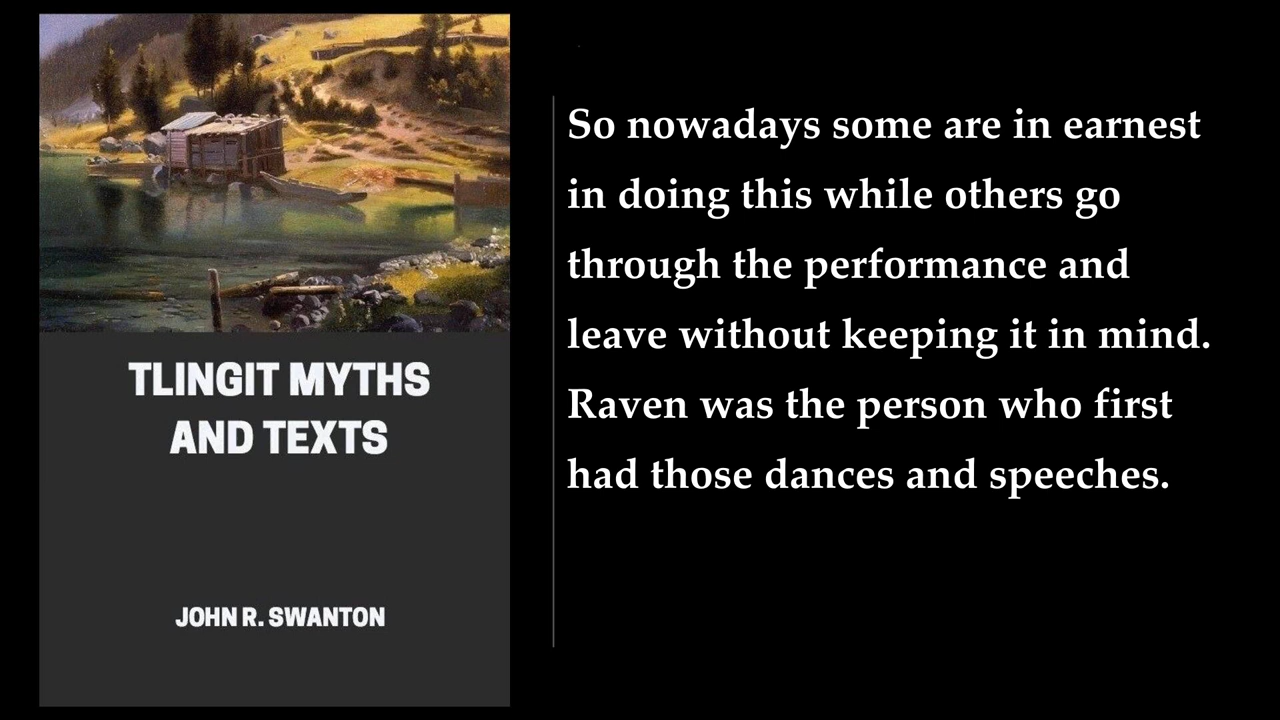 TLINGIT MYTHS
AND TEXTS
JOHN R. SWANTON
So nowadays some are in earnest
in doing this while others go
through the performance and
leave without keeping it in mind.
Raven was the person who first
had those dances and speeches.